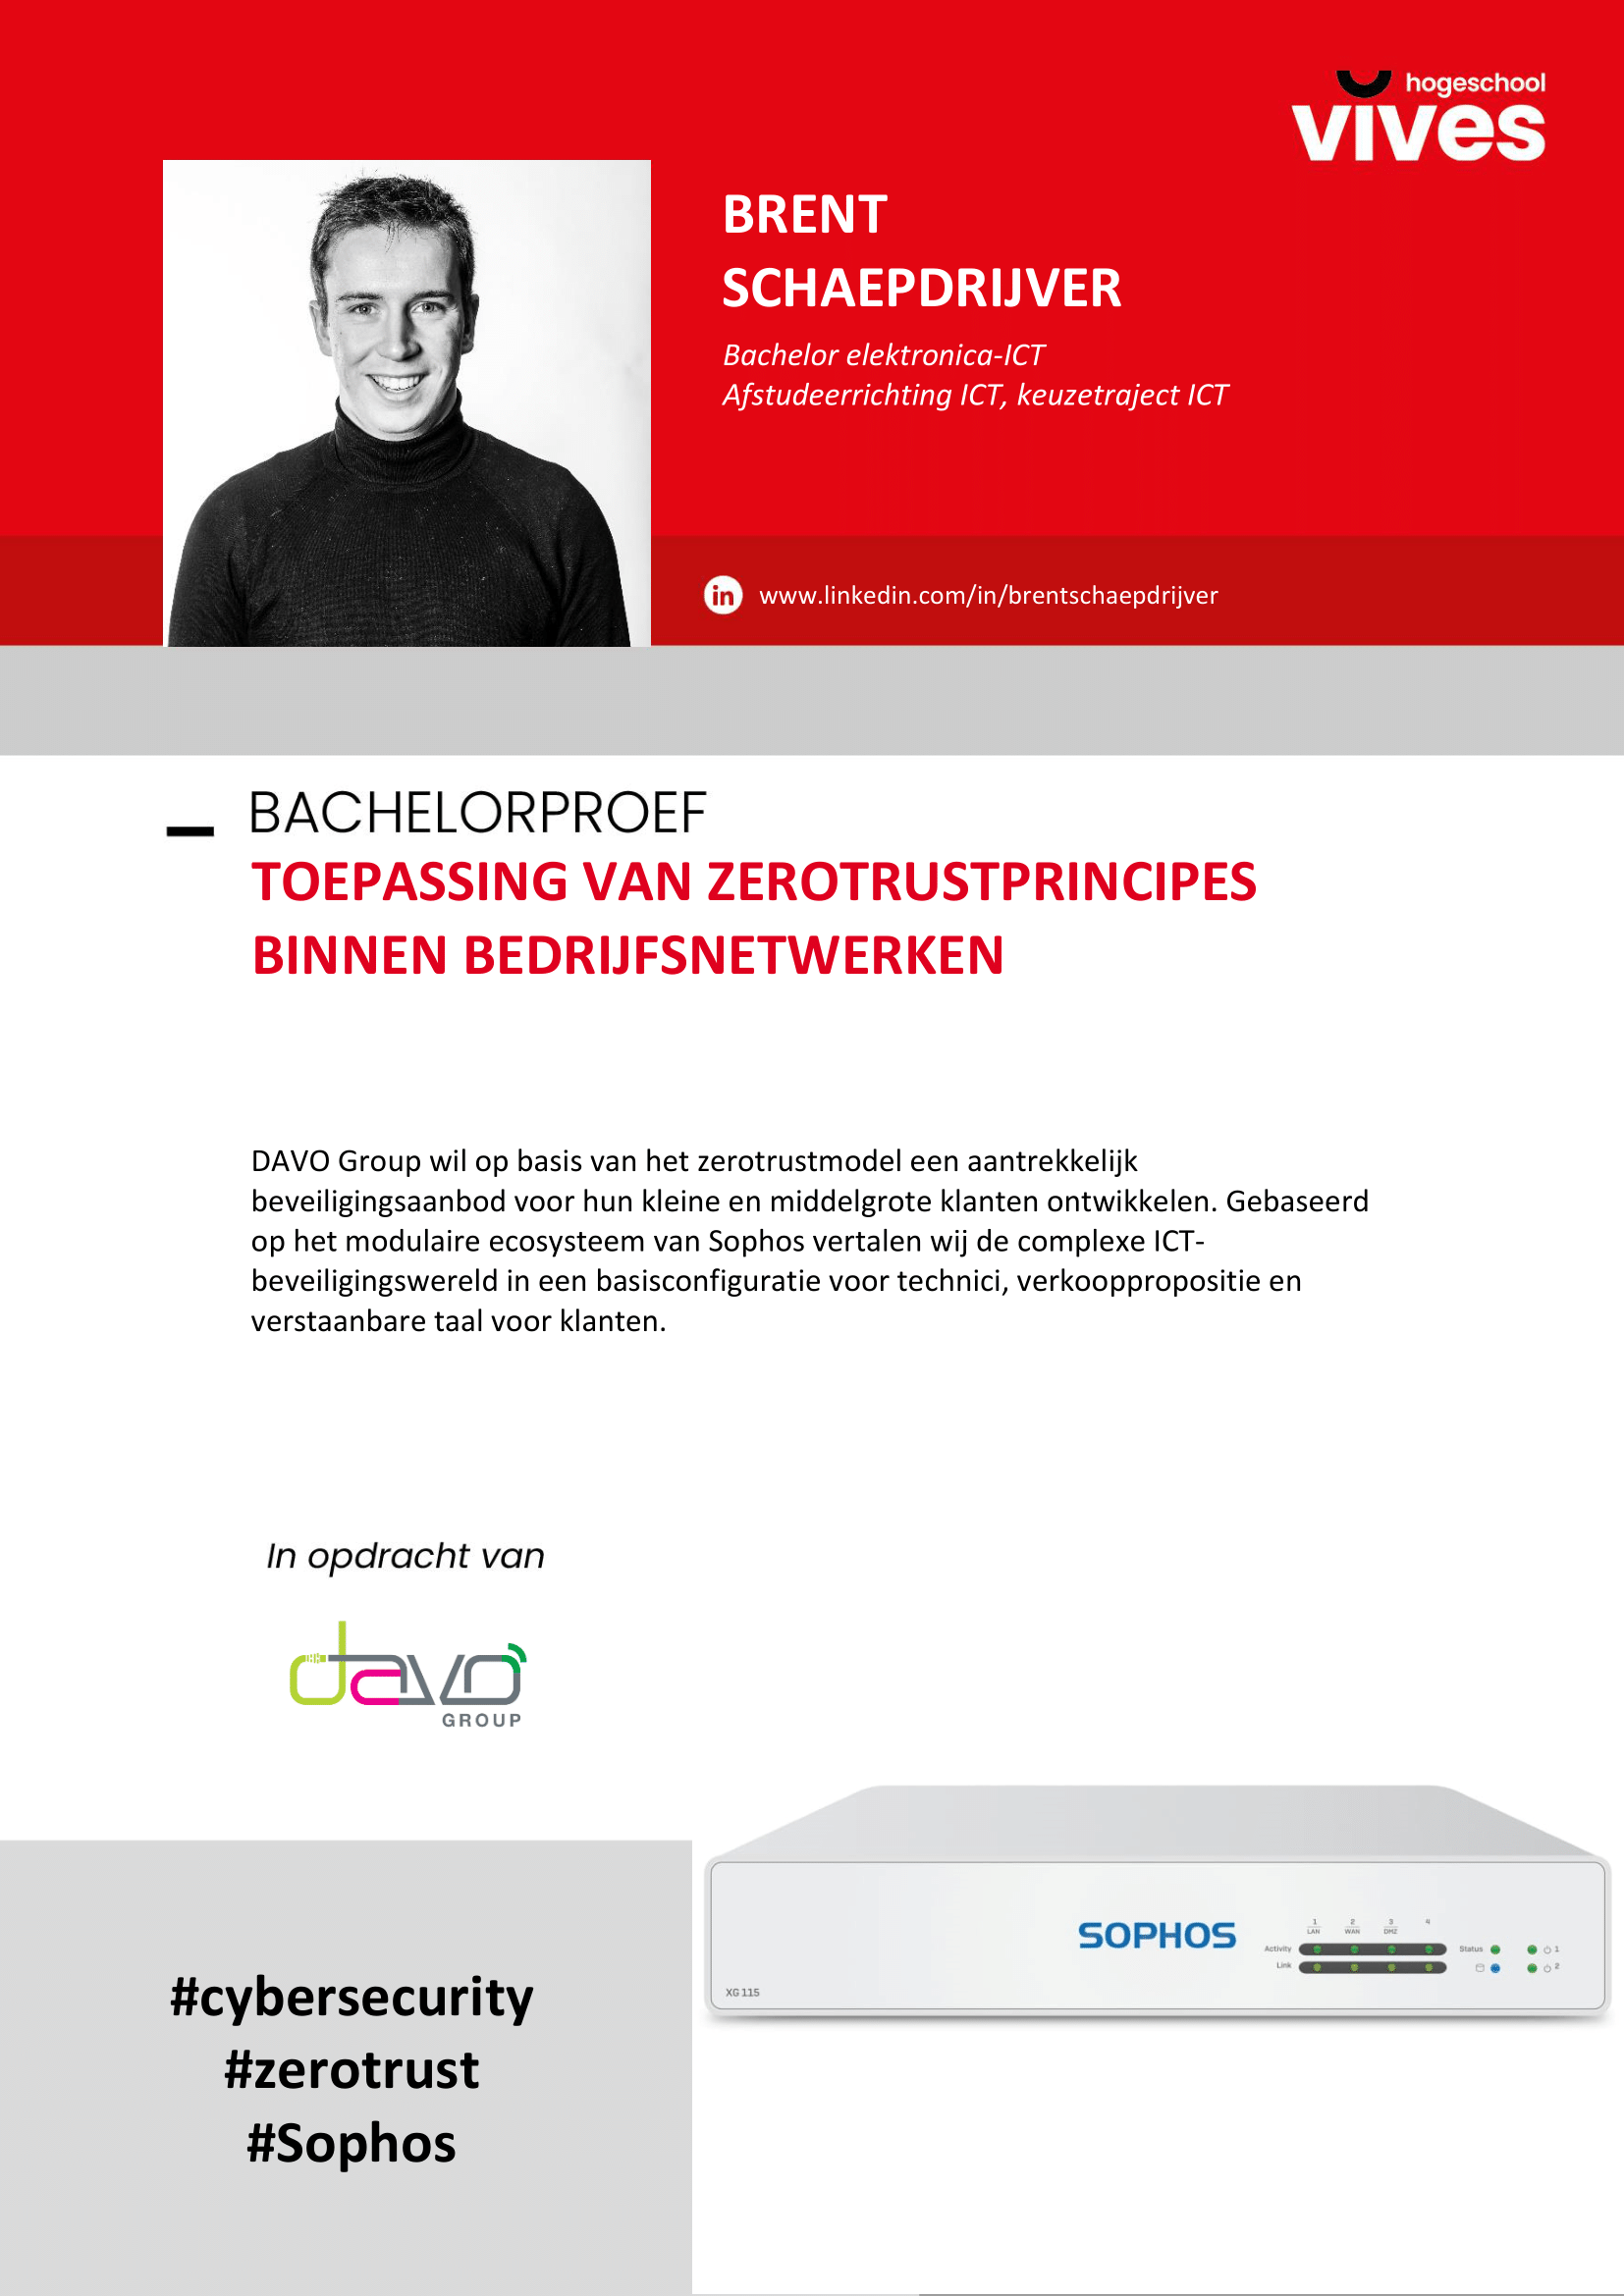 hogeschool
vives
BRENT
SCHAEPDRIJVER
Bachelor elektronica-ICT
Afstudeerrichting ICT, keuzetraject ICT
in www.linkedin.com/in/brentschaepdrijver
BACHELORPROEF
TOEPASSING VAN ZEROTRUSTPRINCIPES
BINNEN BEDRIJFSNETWERKEN
DAVO Group wil op basis van het zerotrustmodel een aantrekkelijk
beveiligingsaanbod voor hun kleine en middelgrote klanten ontwikkelen. Gebaseerd
op het modulaire ecosysteem van Sophos vertalen wij de complexe ICT-
beveiligingswereld in een basisconfiguratie voor technici, verkooppropositie en
verstaanbare taal voor klanten.
In opdracht van
davo
GROUP
SOPHOS
1 2 3 4
LAN WAN DMZ
Activity Status 1
Link 2
XG 115
#cybersecurity
#zerotrust
#Sophos